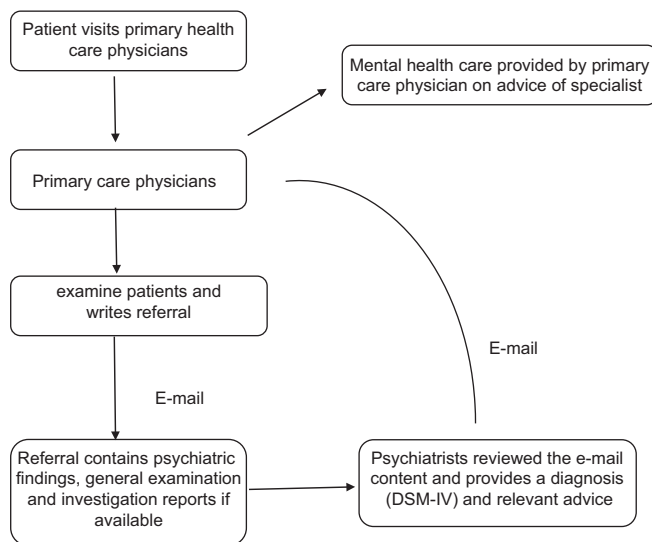 Patient visits primary health
care physicians
Mental health care provided by primary
care physician on advice of specialist
Primary care physicians
examine patients and
writes referral
E-mail
E-mail
Referral contains psychiatric
findings, general examination
and investigation reports if
available
Psychiatrists reviewed the e-mail
content and provides a diagnosis
(DSM-IV) and relevant advice